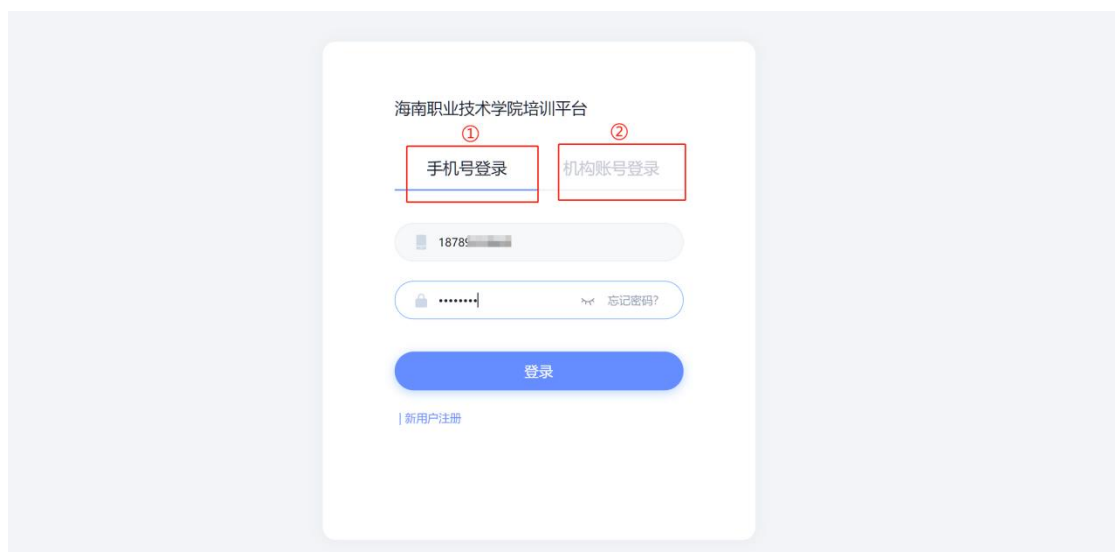 海南职业技术学院培训平台
① ②
手机号登录 机构账号登录
1878
•••••••• 忘记密码?
登录
|新用户注册